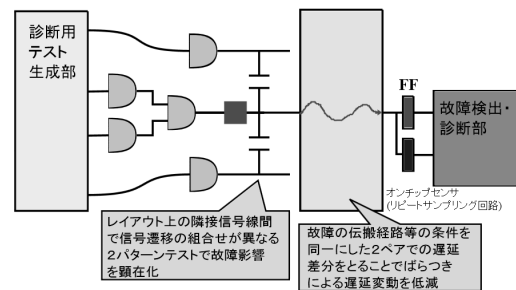 診断用
テスト
生成部
FF
故障検出・
診断部
オンチップセンサ
(リピートサンプリング回路)
レイアウト上の隣接信号線間
で信号遷移の組合せが異なる
2パターンテストで故障影響
を顕在化
故障の伝搬経路等の条件を
同一にした2ペアでの遅延
差分をとることでばらつき
による遅延変動を低減